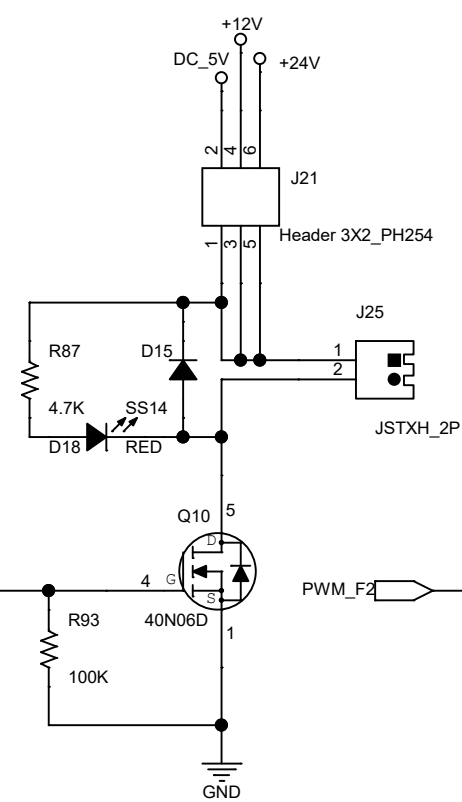 +12V
DC_5V
+24V
2
4
6
J21
1
3
5
Header 3X2_PH254
J25
R87
D15
1
2
4.7K
SS14
D18
RED
JSTXH_2P
Q10
5
D
4
G
PWM_F2
S
R93
40N06D
1
100K
GND